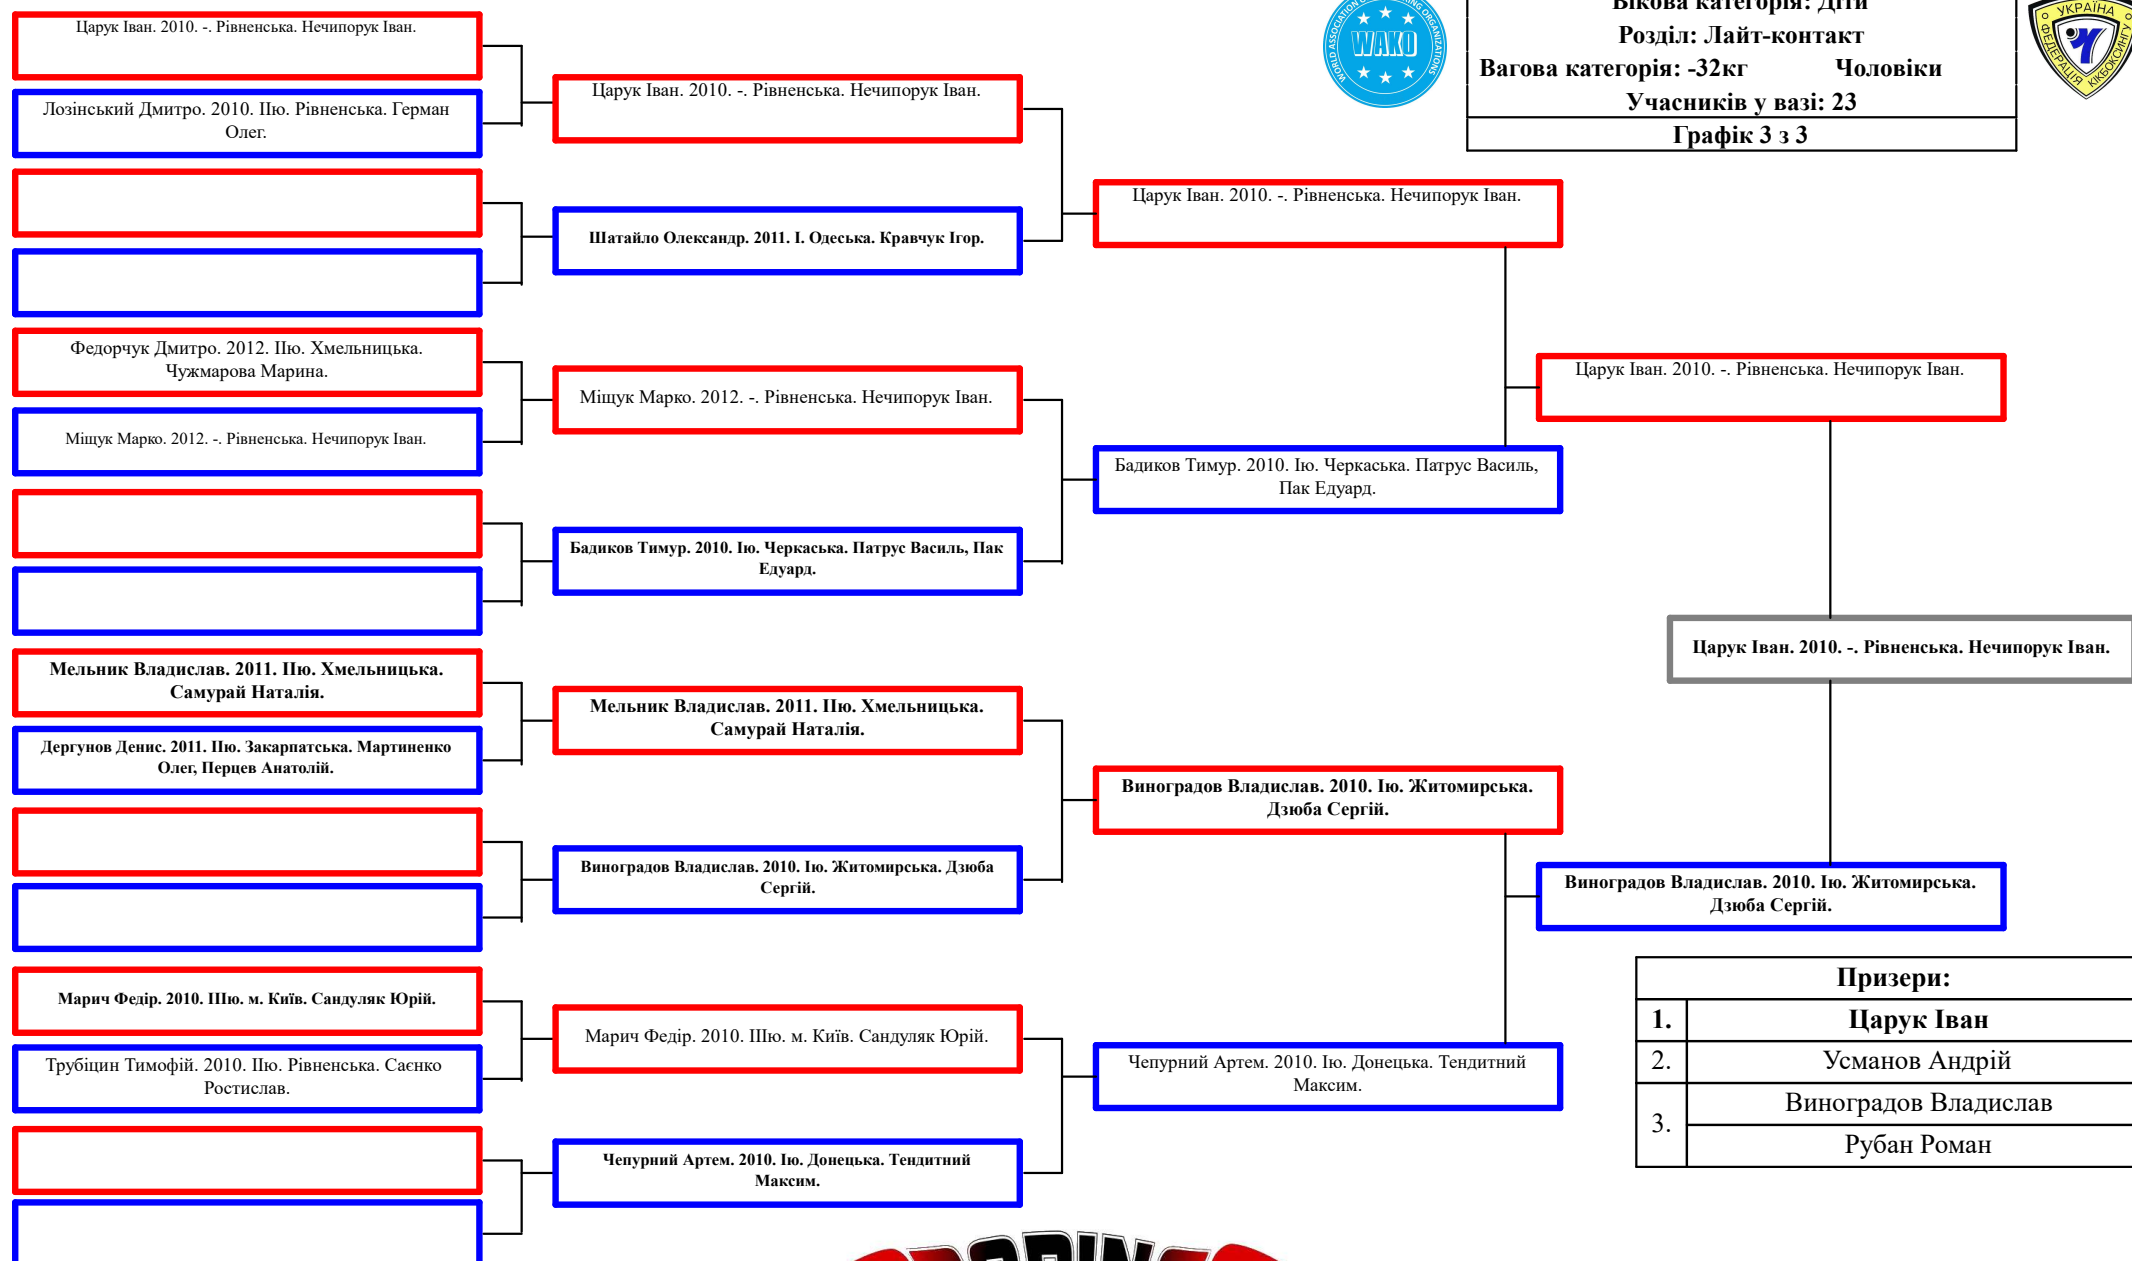 Вікова категорія: Діти
Розділ: Лайт-контакт
Вагова категорія: -32кг Чоловіки
Учасників у вазі: 23
Графік 3 з 3
WAKO
УКРАЇНА
ФЕДЕРАЦІЯ КІКБОКСИНГУ
Царук Іван. 2010. -. Рівненська. Нечипорук Іван.
Лозінський Дмитро. 2010. ІІю. Рівненська. Герман
Олег.
Федорчук Дмитро. 2012. ІІю. Хмельницька.
Чужмарова Марина.
Міщук Марко. 2012. -. Рівненська. Нечипорук Іван.
Мельник Владислав. 2011. ІІю. Хмельницька.
Самурай Наталія.
Дергунов Денис. 2011. ІІю. Закарпатська. Мартиненко
Олег, Перцев Анатолій.
Марич Федір. 2010. ІІІю. м. Київ. Сандуляк Юрій.
Трубіцин Тимофій. 2010. ІІю. Рівненська. Саєнко
Ростислав.
Царук Іван. 2010. -. Рівненська. Нечипорук Іван.
Шатайло Олександр. 2011. І. Одеська. Кравчук Ігор.
Міщук Марко. 2012. -. Рівненська. Нечипорук Іван.
Бадиков Тимур. 2010. Ію. Черкаська. Патрус Василь, Пак
Едуард.
Мельник Владислав. 2011. ІІю. Хмельницька.
Самурай Наталія.
Виноградов Владислав. 2010. Ію. Житомирська. Дзюба
Сергій.
Марич Федір. 2010. ІІІю. м. Київ. Сандуляк Юрій.
Чепурний Артем. 2010. Ію. Донецька. Тендитний
Максим.
Царук Іван. 2010. -. Рівненська. Нечипорук Іван.
Бадиков Тимур. 2010. Ію. Черкаська. Патрус Василь,
Пак Едуард.
Виноградов Владислав. 2010. Ію. Житомирська.
Дзюба Сергій.
Чепурний Артем. 2010. Ію. Донецька. Тендитний
Максим.
Царук Іван. 2010. -. Рівненська. Нечипорук Іван.
Виноградов Владислав. 2010. Ію. Житомирська.
Дзюба Сергій.
Царук Іван. 2010. -. Рівненська. Нечипорук Іван.
Призери:
1. Царук Іван
2. Усманов Андрій
3. Виноградов Владислав
Рубан Роман